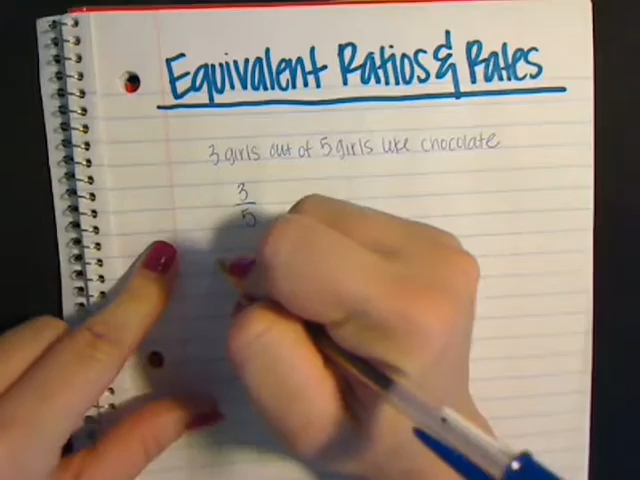 Equivalent Ratios & Rates
3 girls out of 5 girls like chocolate
3
5